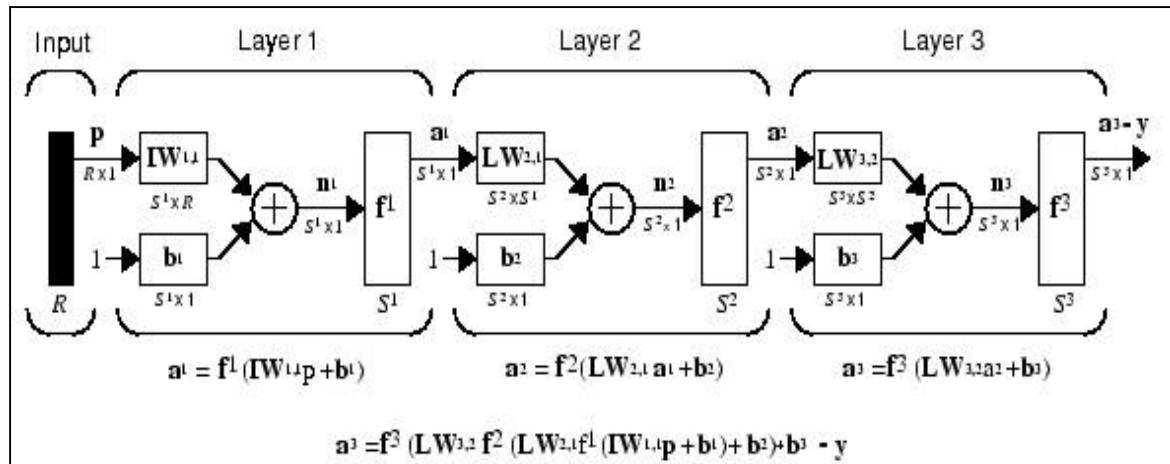 Input Layer 1 Layer 2 Layer 3
p a1 a2 a3 - y
IW1,1 LW2,1 LW3,2
R x 1 S1 x 1 S2 x 1 S3 x 1
S1 x R S2 x S1 S3 x S2
n1 n2 n3
f1 f2 f3
S1 x 1 S2 x 1 S3 x 1
1 b1 1 b2 1 b3
R S1 x 1 S1 S2 x 1 S2 S3 x 1 S3
a1 = f1 (IW1,1p +b1) a2 = f2 (LW2,1 a1 +b2) a3 =f3 (LW3,2a2 +b3)
a3 =f3 (LW3,2 f2 (LW2,1f1 (IW1,1p + b1)+ b2)+b3 - y